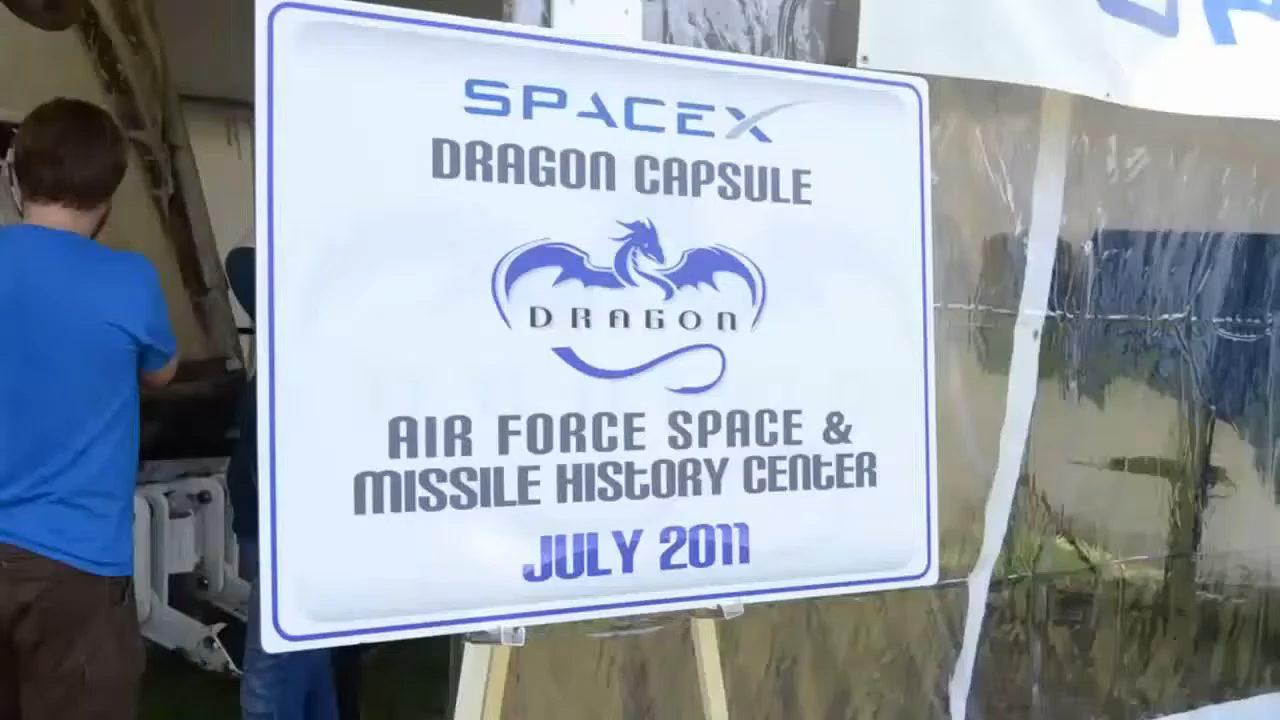 SPACEX
DRAGON CAPSULE
DRAGON
AIR FORCE SPACE &
MISSILE HISTORY CENTER
JULY 2011